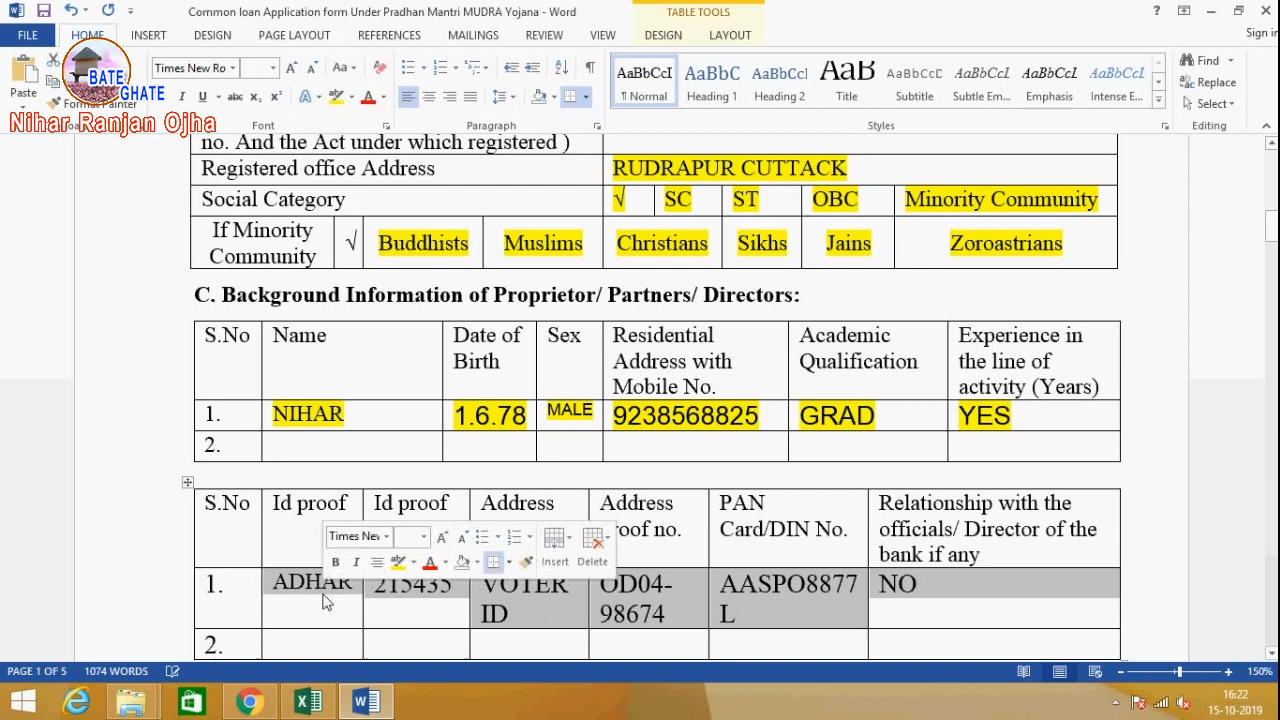 Common loan Application form Under Pradhan Mantri MUDRA Yojana - Word
TABLE TOOLS
?
FILE HOME INSERT DESIGN PAGE LAYOUT REFERENCES MAILINGS REVIEW VIEW DESIGN LAYOUT Sign in
Paste
Format Painter
BATE
GHATE
Nihar Ranjan Ojha
Times New Ro
Font
Paragraph
AaBbCcI AaBbC AaBbCcI AaB AaBbCcD AaBbCcI AaBbCcI AaBbCcI
¶ Normal Heading 1 Heading 2 Title Subtitle Subtle Em... Emphasis Intense E...
Styles
Find
Replace
Select
Editing
no. And the Act under which registered )
Registered office Address RUDRAPUR CUTTACK
Social Category √ SC ST OBC Minority Community
If Minority Community √ Buddhists Muslims Christians Sikhs Jains Zoroastrians
C. Background Information of Proprietor/ Partners/ Directors:
S.No Name Date of Birth Sex Residential Address with Mobile No. Academic Qualification Experience in the line of activity (Years)
1. NIHAR 1.6.78 MALE 9238568825 GRAD YES
2.
S.No Id proof Id proof Address Address proof no. PAN Card/DIN No. Relationship with the officials/ Director of the bank if any
Times New
B I
Insert Delete
1. ADHAR 215435 VOTER ID OD04-98674 AASPO8877L NO
2.
PAGE 1 OF 5 1074 WORDS 150%
16:22
15-10-2019